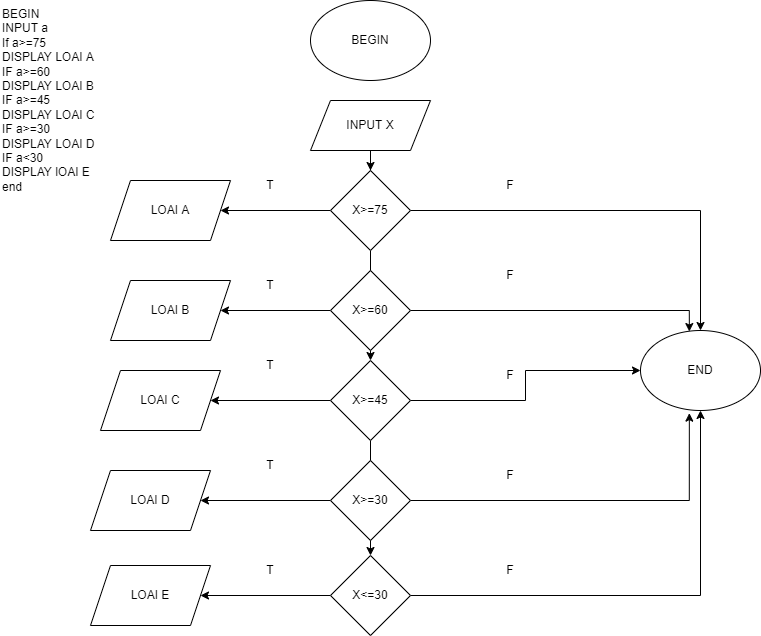 BEGIN
INPUT a
If a>=75
DISPLAY LOAI A
IF a>=60
DISPLAY LOAI B
IF a>=45
DISPLAY LOAI C
IF a>=30
DISPLAY LOAI D
IF a<30
DISPLAY lOAI E
end
BEGIN
INPUT X
T
F
LOAI A
X>=75
T
F
LOAI B
X>=60
T
F
END
LOAI C
X>=45
T
F
LOAI D
X>=30
T
F
LOAI E
X<=30